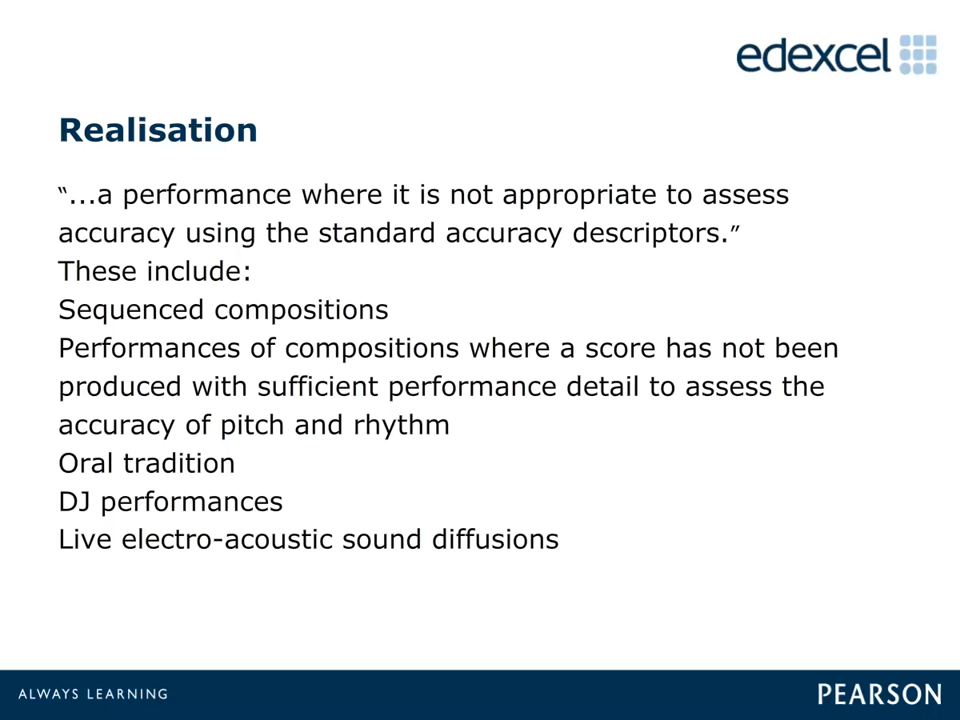 edexcel
Realisation
“...a performance where it is not appropriate to assess
accuracy using the standard accuracy descriptors.”
These include:
Sequenced compositions
Performances of compositions where a score has not been
produced with sufficient performance detail to assess the
accuracy of pitch and rhythm
Oral tradition
DJ performances
Live electro-acoustic sound diffusions
ALWAYS LEARNING
PEARSON